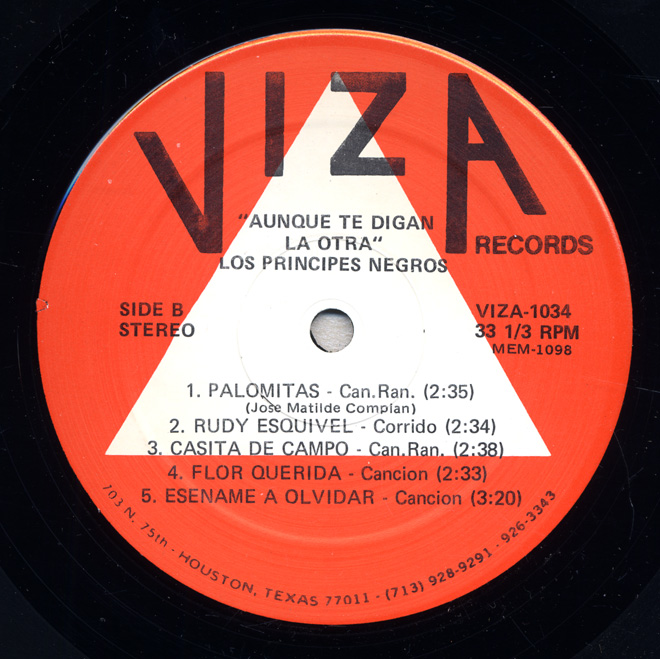 VIZA
RECORDS
"AUNQUE TE DIGAN
LA OTRA"
LOS PRINCIPES NEGROS
SIDE B
STEREO
VIZA-1034
33 1/3 RPM
MEM-1098
1. PALOMITAS - Can.Ran. (2:35)
(Jose Matilde Compian)
2. RUDY ESQUIVEL - Corrido (2:34)
3. CASITA DE CAMPO - Can.Ran. (2:38)
4. FLOR QUERIDA - Cancion (2:33)
5. ESENAME A OLVIDAR - Cancion (3:20)
703 N. 75th - HOUSTON, TEXAS 77011 - (713) 928-9291 - 926-3343